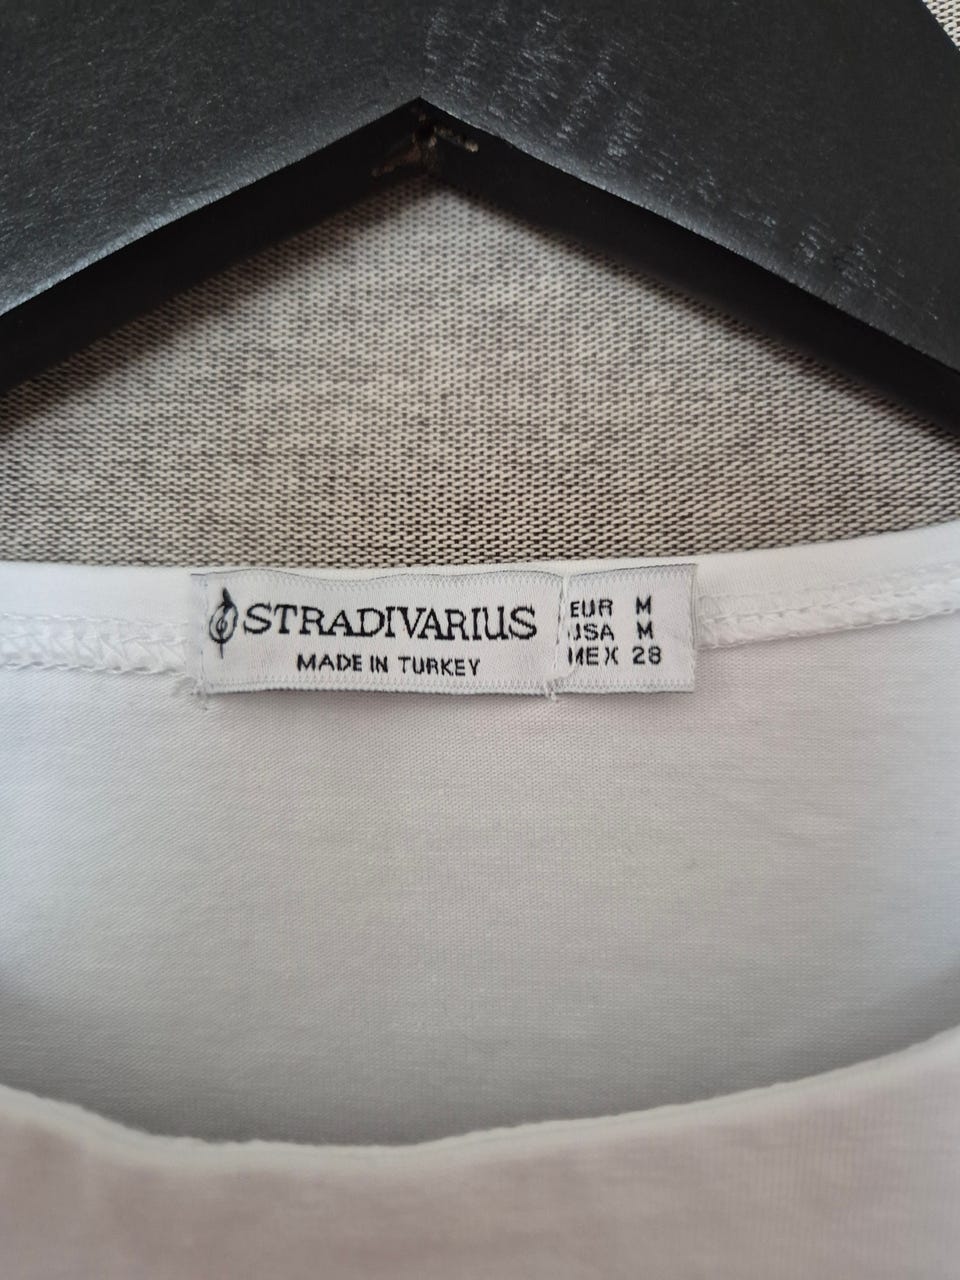 STRADIVARIUS
MADE IN TURKEY
EUR M
USA M
MEX 28